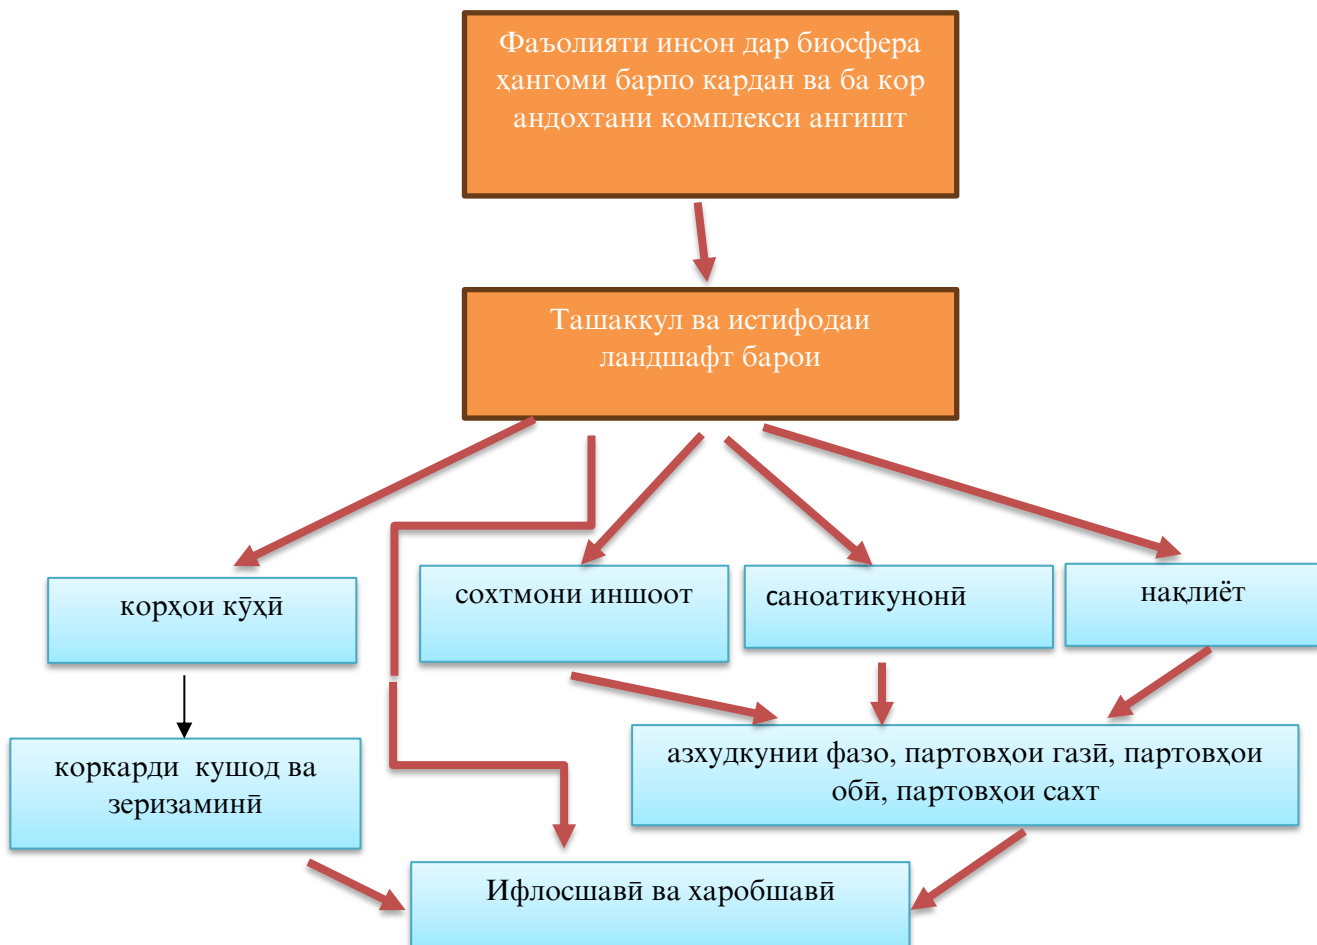 Фаъолияти инсон дар биосфера
ҳангоми барпо кардан ва ба кор
андохтани комплекси ангишт
Ташаккул ва истифодаи
ландшафт барои
корҳои кӯҳӣ
сохтмони иншоот
саноатикунонӣ
нақлиёт
коркарди кушод ва
зеризаминӣ
азхудкунии фазо, партовҳои газӣ, партовҳои
обӣ, партовҳои сахт
Ифлосшавӣ ва харобшавӣ